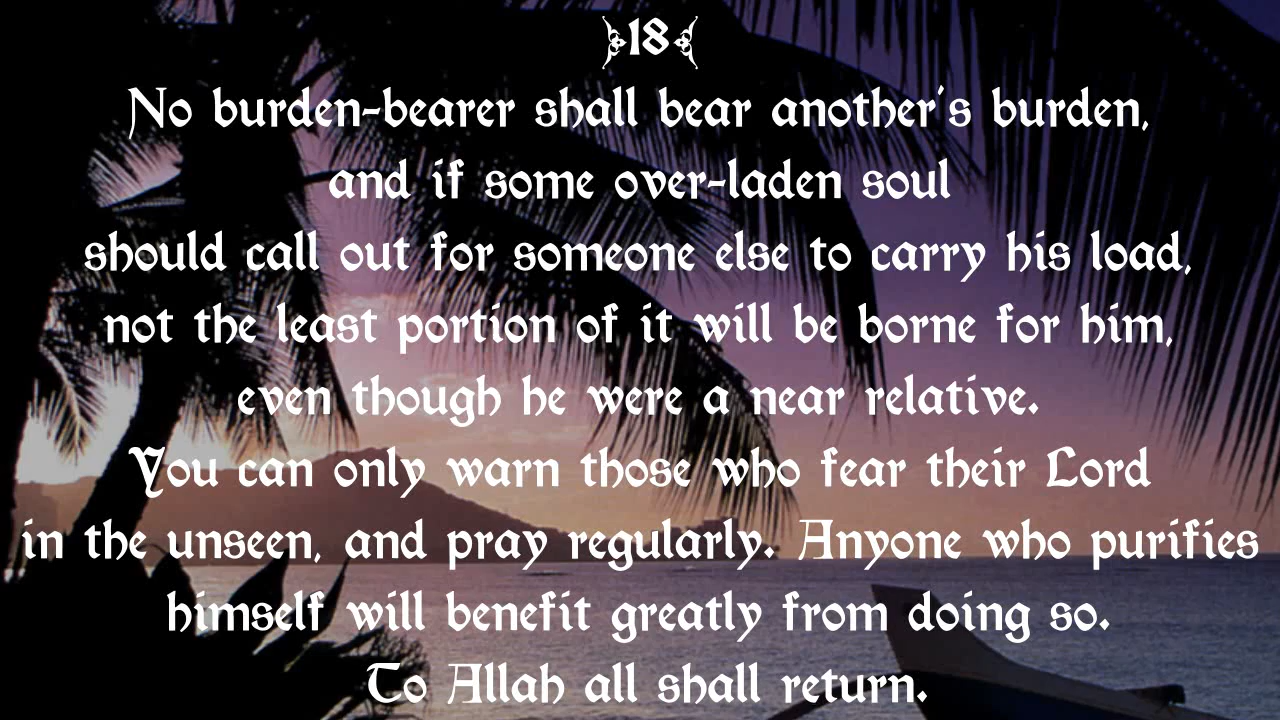 18
No burden-bearer shall bear another's burden,
and if some over-laden soul
should call out for someone else to carry his load,
not the least portion of it will be borne for him,
even though he were a near relative.
You can only warn those who fear their Lord
in the unseen, and pray regularly. Anyone who purifies
himself will benefit greatly from doing so.
To Allah all shall return.